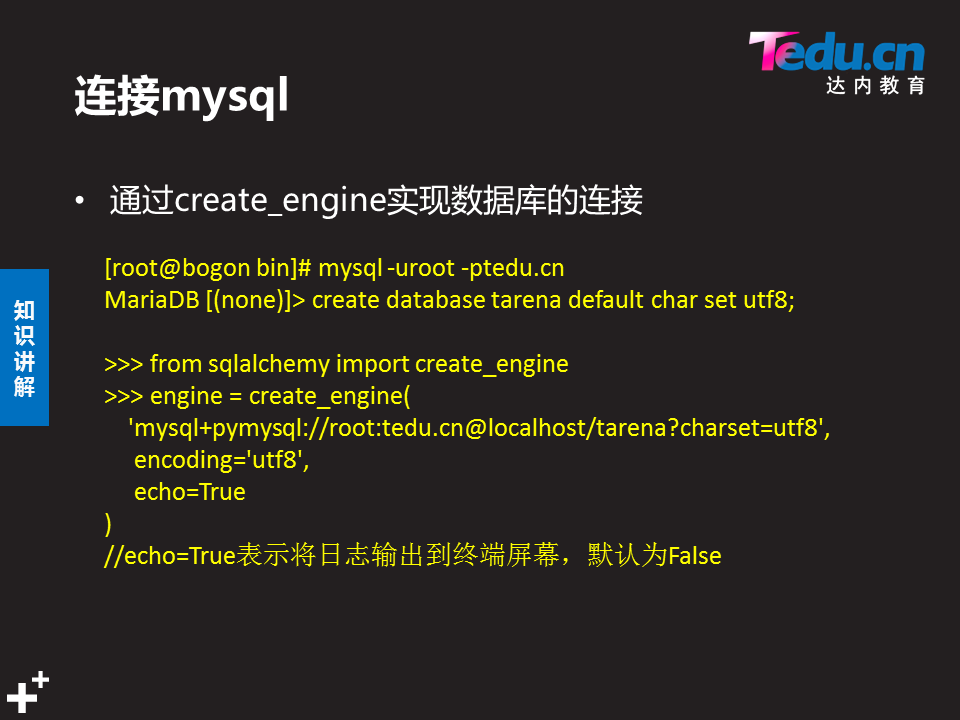 Tedu.cn
达内教育
连接mysql
• 通过create_engine实现数据库的连接
[root@bogon bin]# mysql -uroot -ptedu.cn
MariaDB [(none)]> create database tarena default char set utf8;
>>> from sqlalchemy import create_engine
>>> engine = create_engine(
'mysql+pymysql://root:tedu.cn@localhost/tarena?charset=utf8',
encoding='utf8',
echo=True
)
//echo=True表示将日志输出到终端屏幕，默认为False
知
识
讲
解